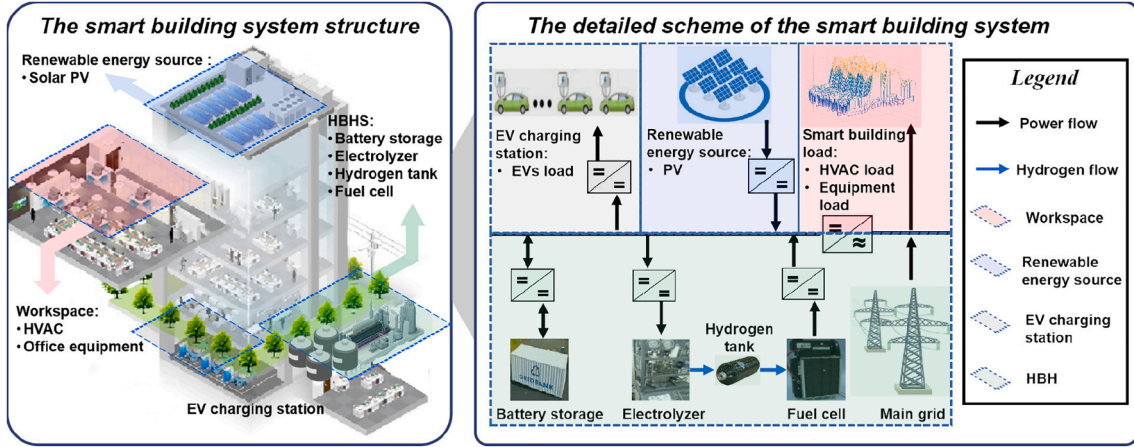 The smart building system structure
Renewable energy source :
• Solar PV
HBHS:
• Battery storage
• Electrolyzer
• Hydrogen tank
• Fuel cell
Workspace:
• HVAC
• Office equipment
EV charging station
The detailed scheme of the smart building system
EV charging
station:
• EVs load
Renewable
energy source:
• PV
Smart building
load:
• HVAC load
• Equipment
load
Hydrogen
tank
Battery storage
Electrolyzer
Fuel cell
Main grid
Legend
Power flow
Hydrogen flow
Workspace
Renewable
energy source
EV charging
station
HBH